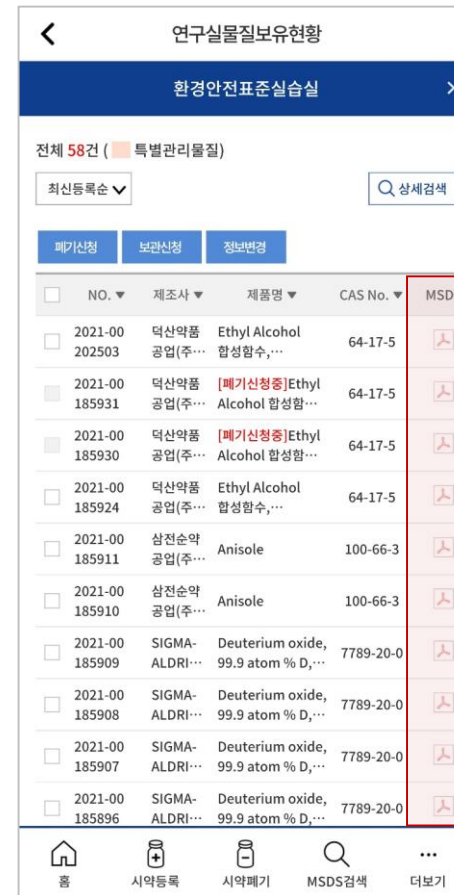 연구실물질보유현황
환경안전표준실습실
전체 58건 ( 특별관리물질)
최신등록순
상세검색
폐기신청 보관신청 정보변경
NO. ▼ 제조사 ▼ 제품명 ▼ CAS No. ▼ MSD
2021-00 덕산약품 Ethyl Alcohol
202503 공업(주… 합성함수,… 64-17-5
2021-00 덕산약품 [폐기신청중]Ethyl
185931 공업(주… Alcohol 합성함… 64-17-5
2021-00 덕산약품 [폐기신청중]Ethyl
185930 공업(주… Alcohol 합성함… 64-17-5
2021-00 덕산약품 Ethyl Alcohol
185924 공업(주… 합성함수,… 64-17-5
2021-00 삼전순약
185911 공업(주… Anisole 100-66-3
2021-00 삼전순약
185910 공업(주… Anisole 100-66-3
2021-00 SIGMA- Deuterium oxide,
185909 ALDRI… 99.9 atom % D,… 7789-20-0
2021-00 SIGMA- Deuterium oxide,
185908 ALDRI… 99.9 atom % D,… 7789-20-0
2021-00 SIGMA- Deuterium oxide,
185907 ALDRI… 99.9 atom % D,… 7789-20-0
2021-00 SIGMA- Deuterium oxide,
185896 ALDRI… 99.9 atom % D,… 7789-20-0
홈 시약등록 시약폐기 MSDS검색 더보기